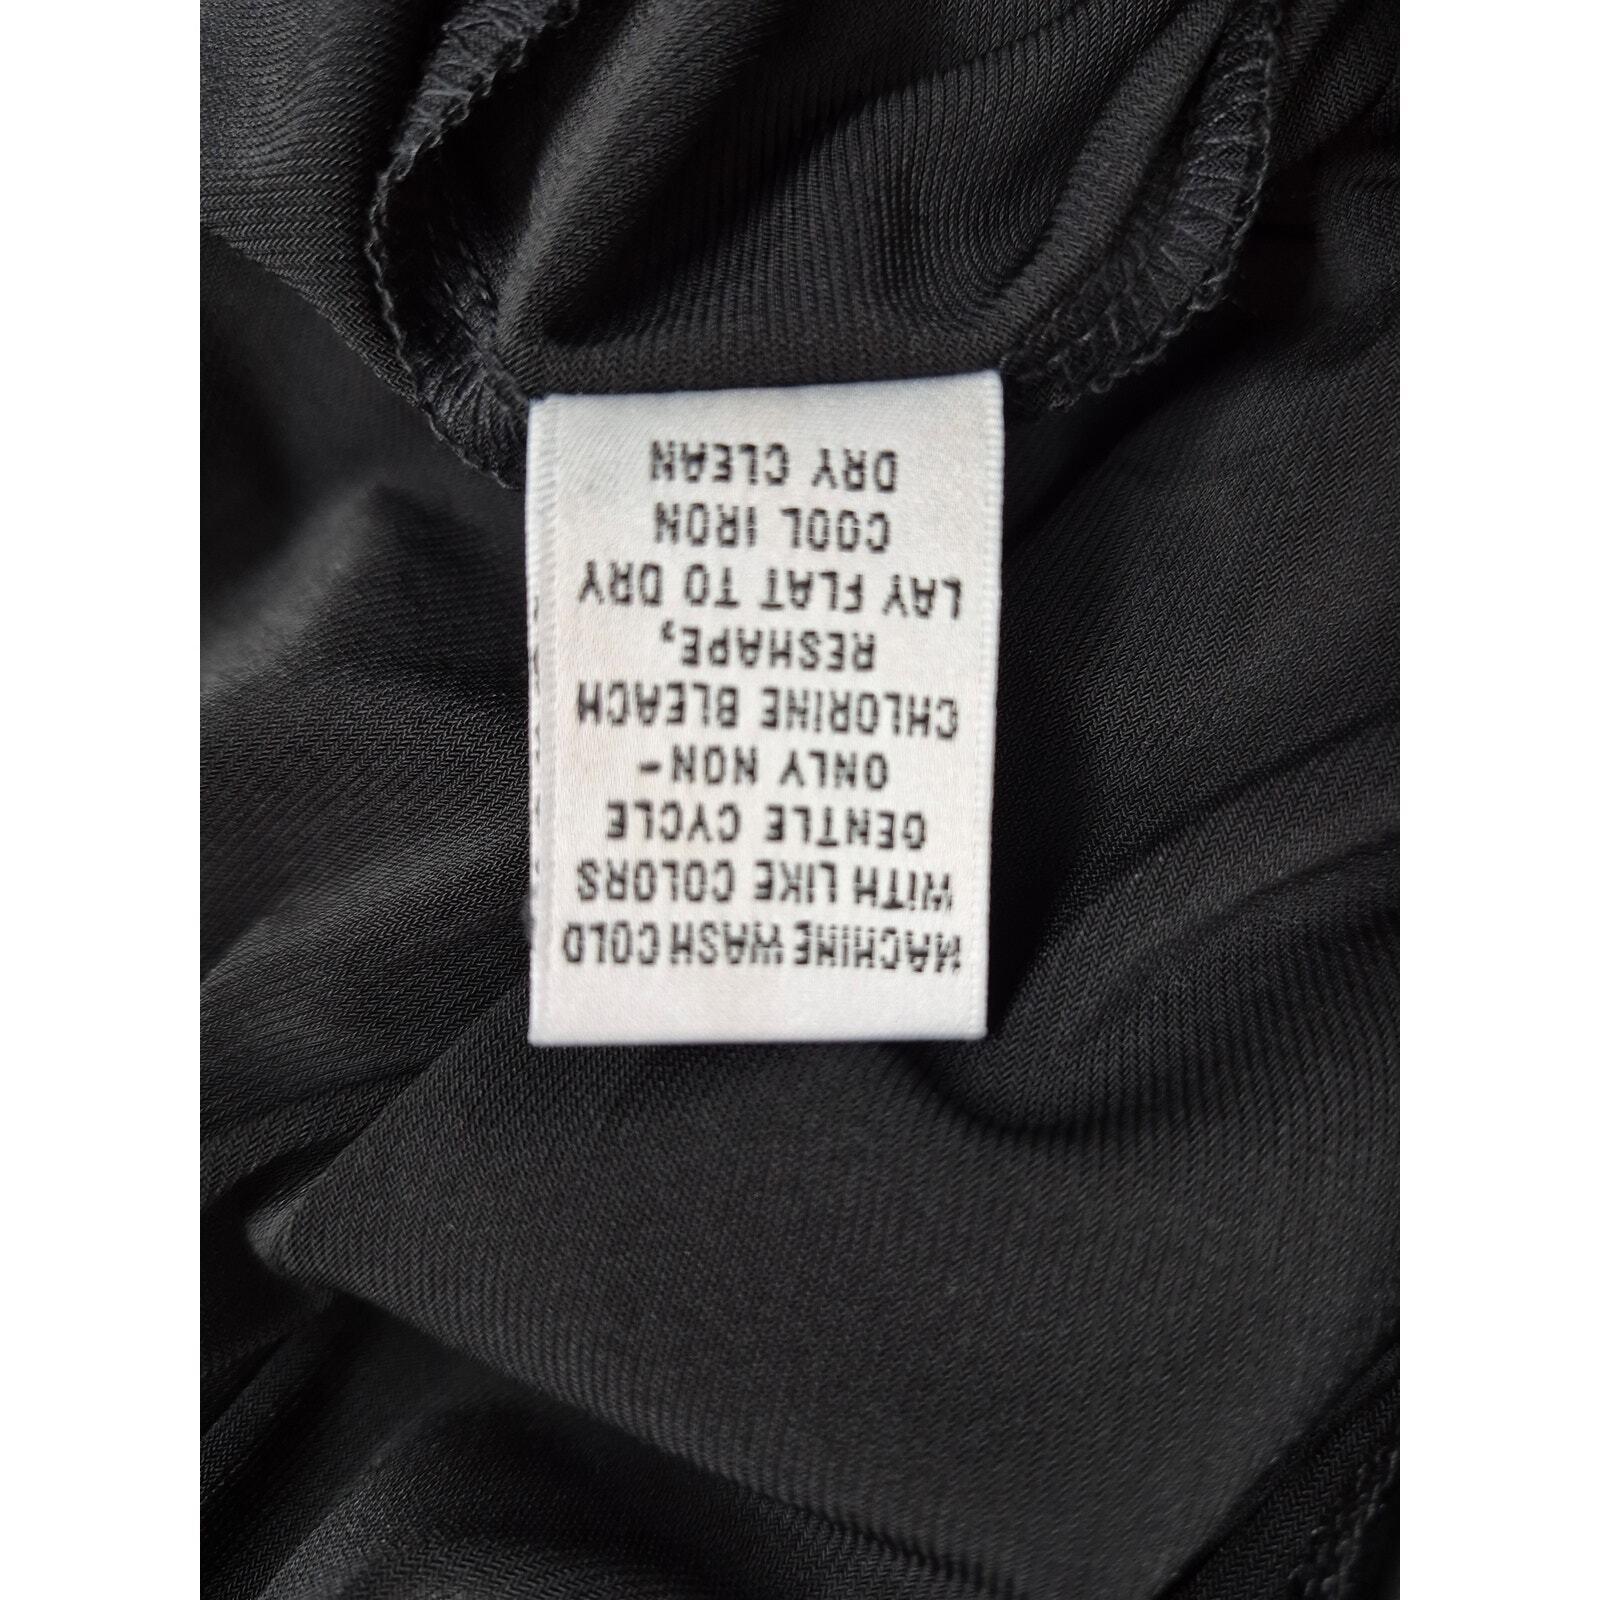 MACHINE WASH COLD
WITH LIKE COLORS
GENTLE CYCLE
ONLY NON-
CHLORINE BLEACH
RESHAPE,
LAY FLAT TO DRY
COOL IRON
DRY CLEAN